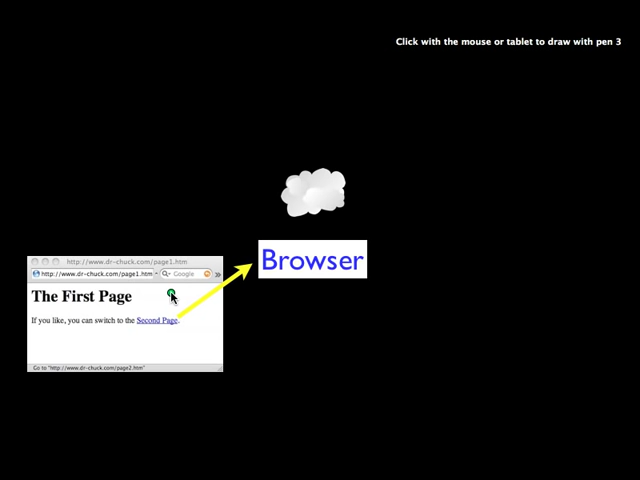 Click with the mouse or tablet to draw with pen 3
Browser
http://www.dr-chuck.com/page1.htm
http://www.dr-chuck.com/page1.htm
Google
The First Page
If you like, you can switch to the Second Page.
Go to "http://www.dr-chuck.com/page2.htm"